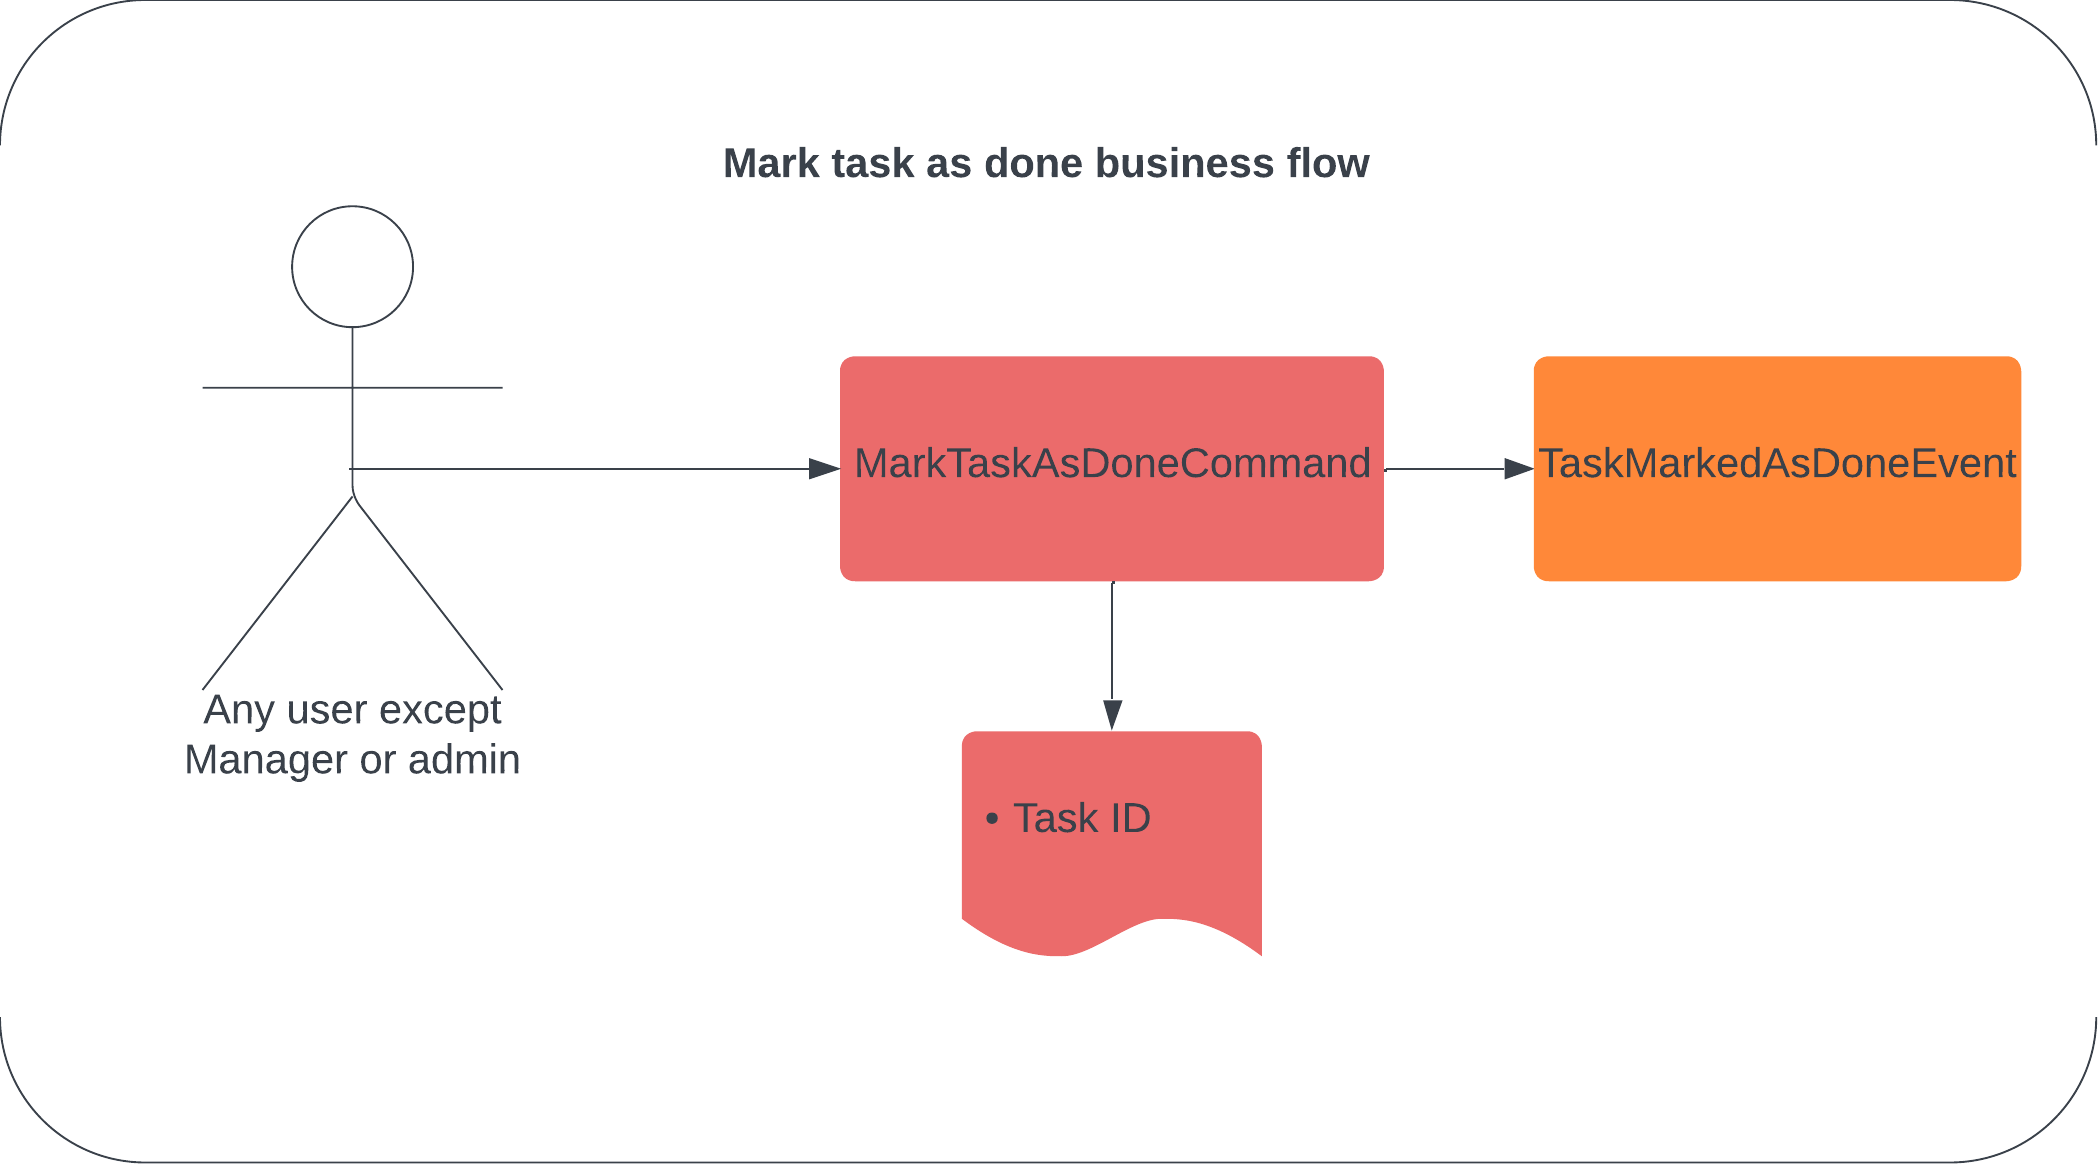 Mark task as done business flow
MarkTaskAsDoneCommand
TaskMarkedAsDoneEvent
Any user except
Manager or admin
• Task ID